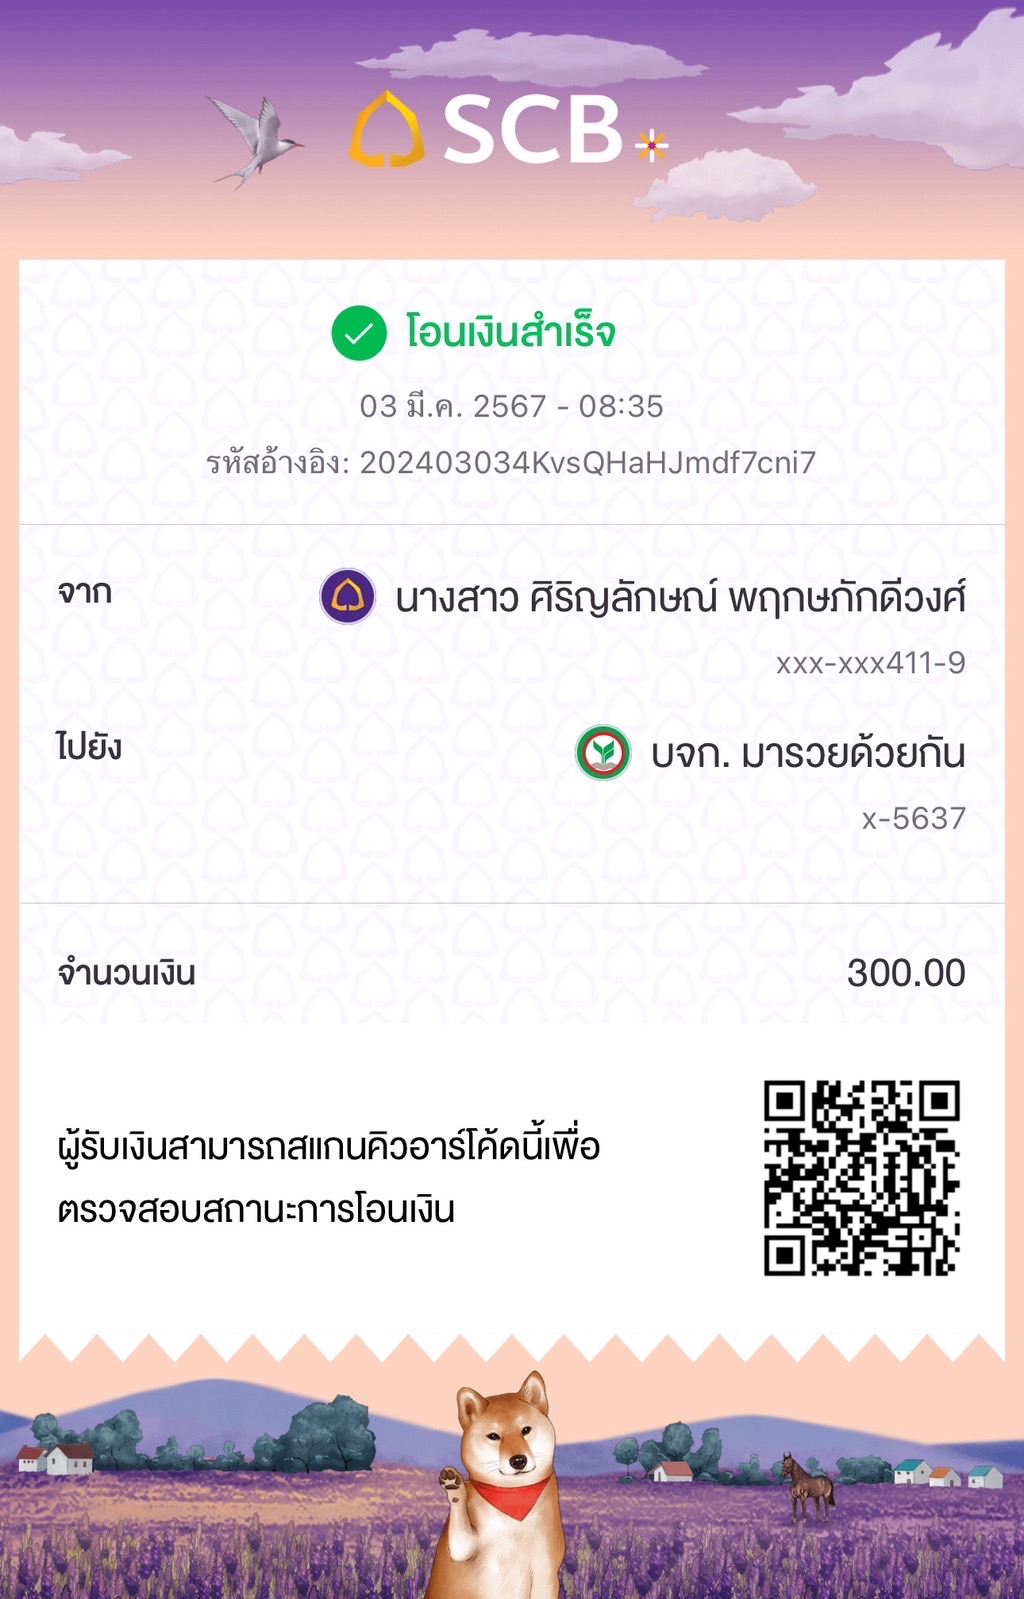 SCB
โอนเงินสำเร็จ
03 มี.ค. 2567 - 08:35
รหัสอ้างอิง: 202403034KvsQHaHJmdf7cni7
จาก
นางสาว ศิริญลักษณ์ พฤกษภักดีวงศ์
xxx-xxx411-9
ไปยัง
บจก. มารวยด้วยกัน
x-5637
จำนวนเงิน 300.00
ผู้รับเงินสามารถสแกนคิวอาร์โค้ดนี้เพื่อ
ตรวจสอบสถานะการโอนเงิน